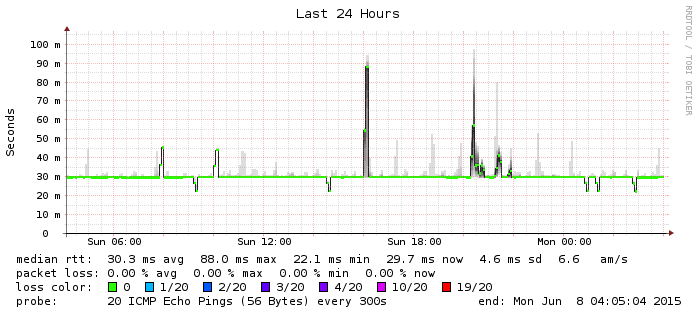 Last 24 Hours
RRDTOOL / TOBI OETIKER
Seconds
100 m
90 m
80 m
70 m
60 m
50 m
40 m
30 m
20 m
10 m
0
Sun 06:00 Sun 12:00 Sun 18:00 Mon 00:00
median rtt: 30.3 ms avg 88.0 ms max 22.1 ms min 29.7 ms now 4.6 ms sd 6.6 am/s
packet loss: 0.00 % avg 0.00 % max 0.00 % min 0.00 % now
loss color: 0 1/20 2/20 3/20 4/20 10/20 19/20
probe: 20 ICMP Echo Pings (56 Bytes) every 300s end: Mon Jun 8 04:05:04 2015